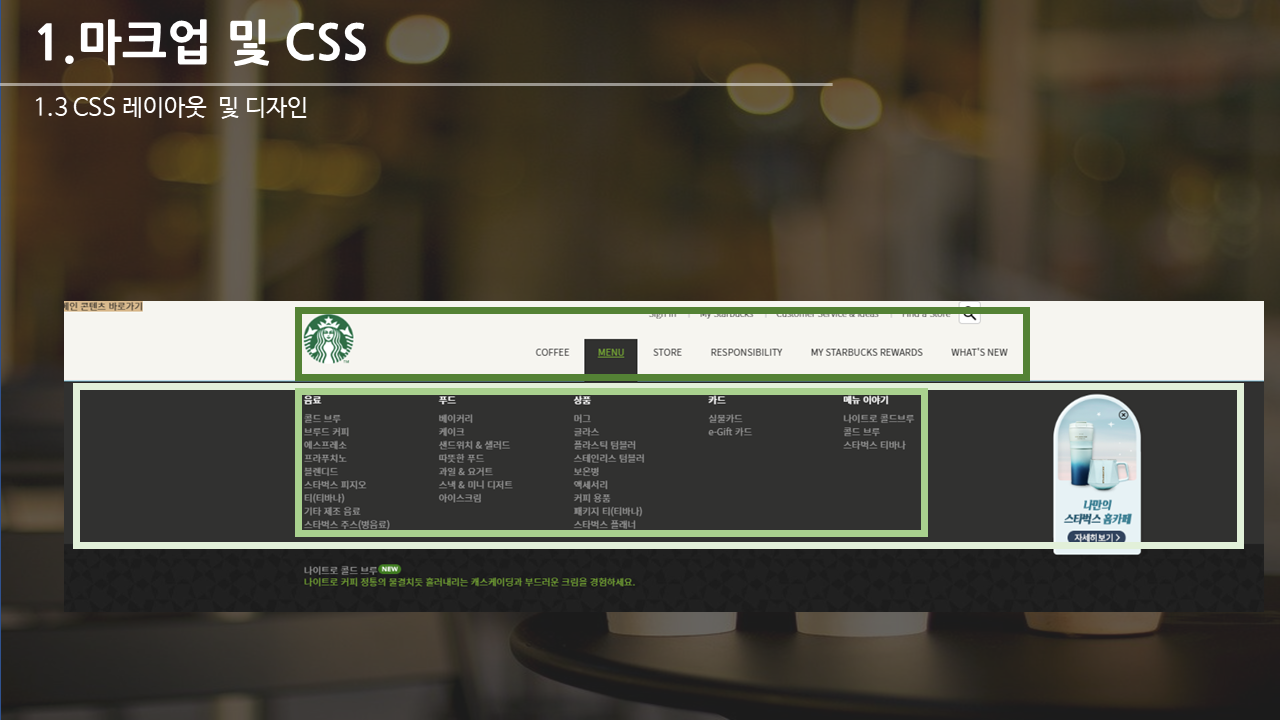 1.마크업 및 CSS
1.3 CSS 레이아웃 및 디자인
메인 콘텐츠 바로가기
Sign In | My Starbucks | Customer Service & Ideas | Find a Store
COFFEE MENU STORE RESPONSIBILITY MY STARBUCKS REWARDS WHAT'S NEW
음료 푸드 상품 카드 메뉴 이야기
콜드 브루 베이커리 머그 실물카드 나이트로 콜드브루
브루드 커피 케이크 글라스 e-Gift 카드 콜드 브루
에스프레소 샌드위치 & 샐러드 플라스틱 텀블러 스타벅스 티바나
프라푸치노 따뜻한 푸드 스테인리스 텀블러
블렌디드 과일 & 요거트 보온병
스타벅스 피지오 스낵 & 미니 디저트 액세서리
티(티바나) 아이스크림 커피 용품
기타 제조 음료 패키지 티(티바나)
스타벅스 주스(병음료) 스타벅스 플래너
나만의
스타벅스 홈카페
자세히보기 >
나이트로 콜드 브루 NEW
나이트로 커피 정통의 물결치듯 흘러내리는 캐스케이딩과 부드러운 크림을 경험하세요.